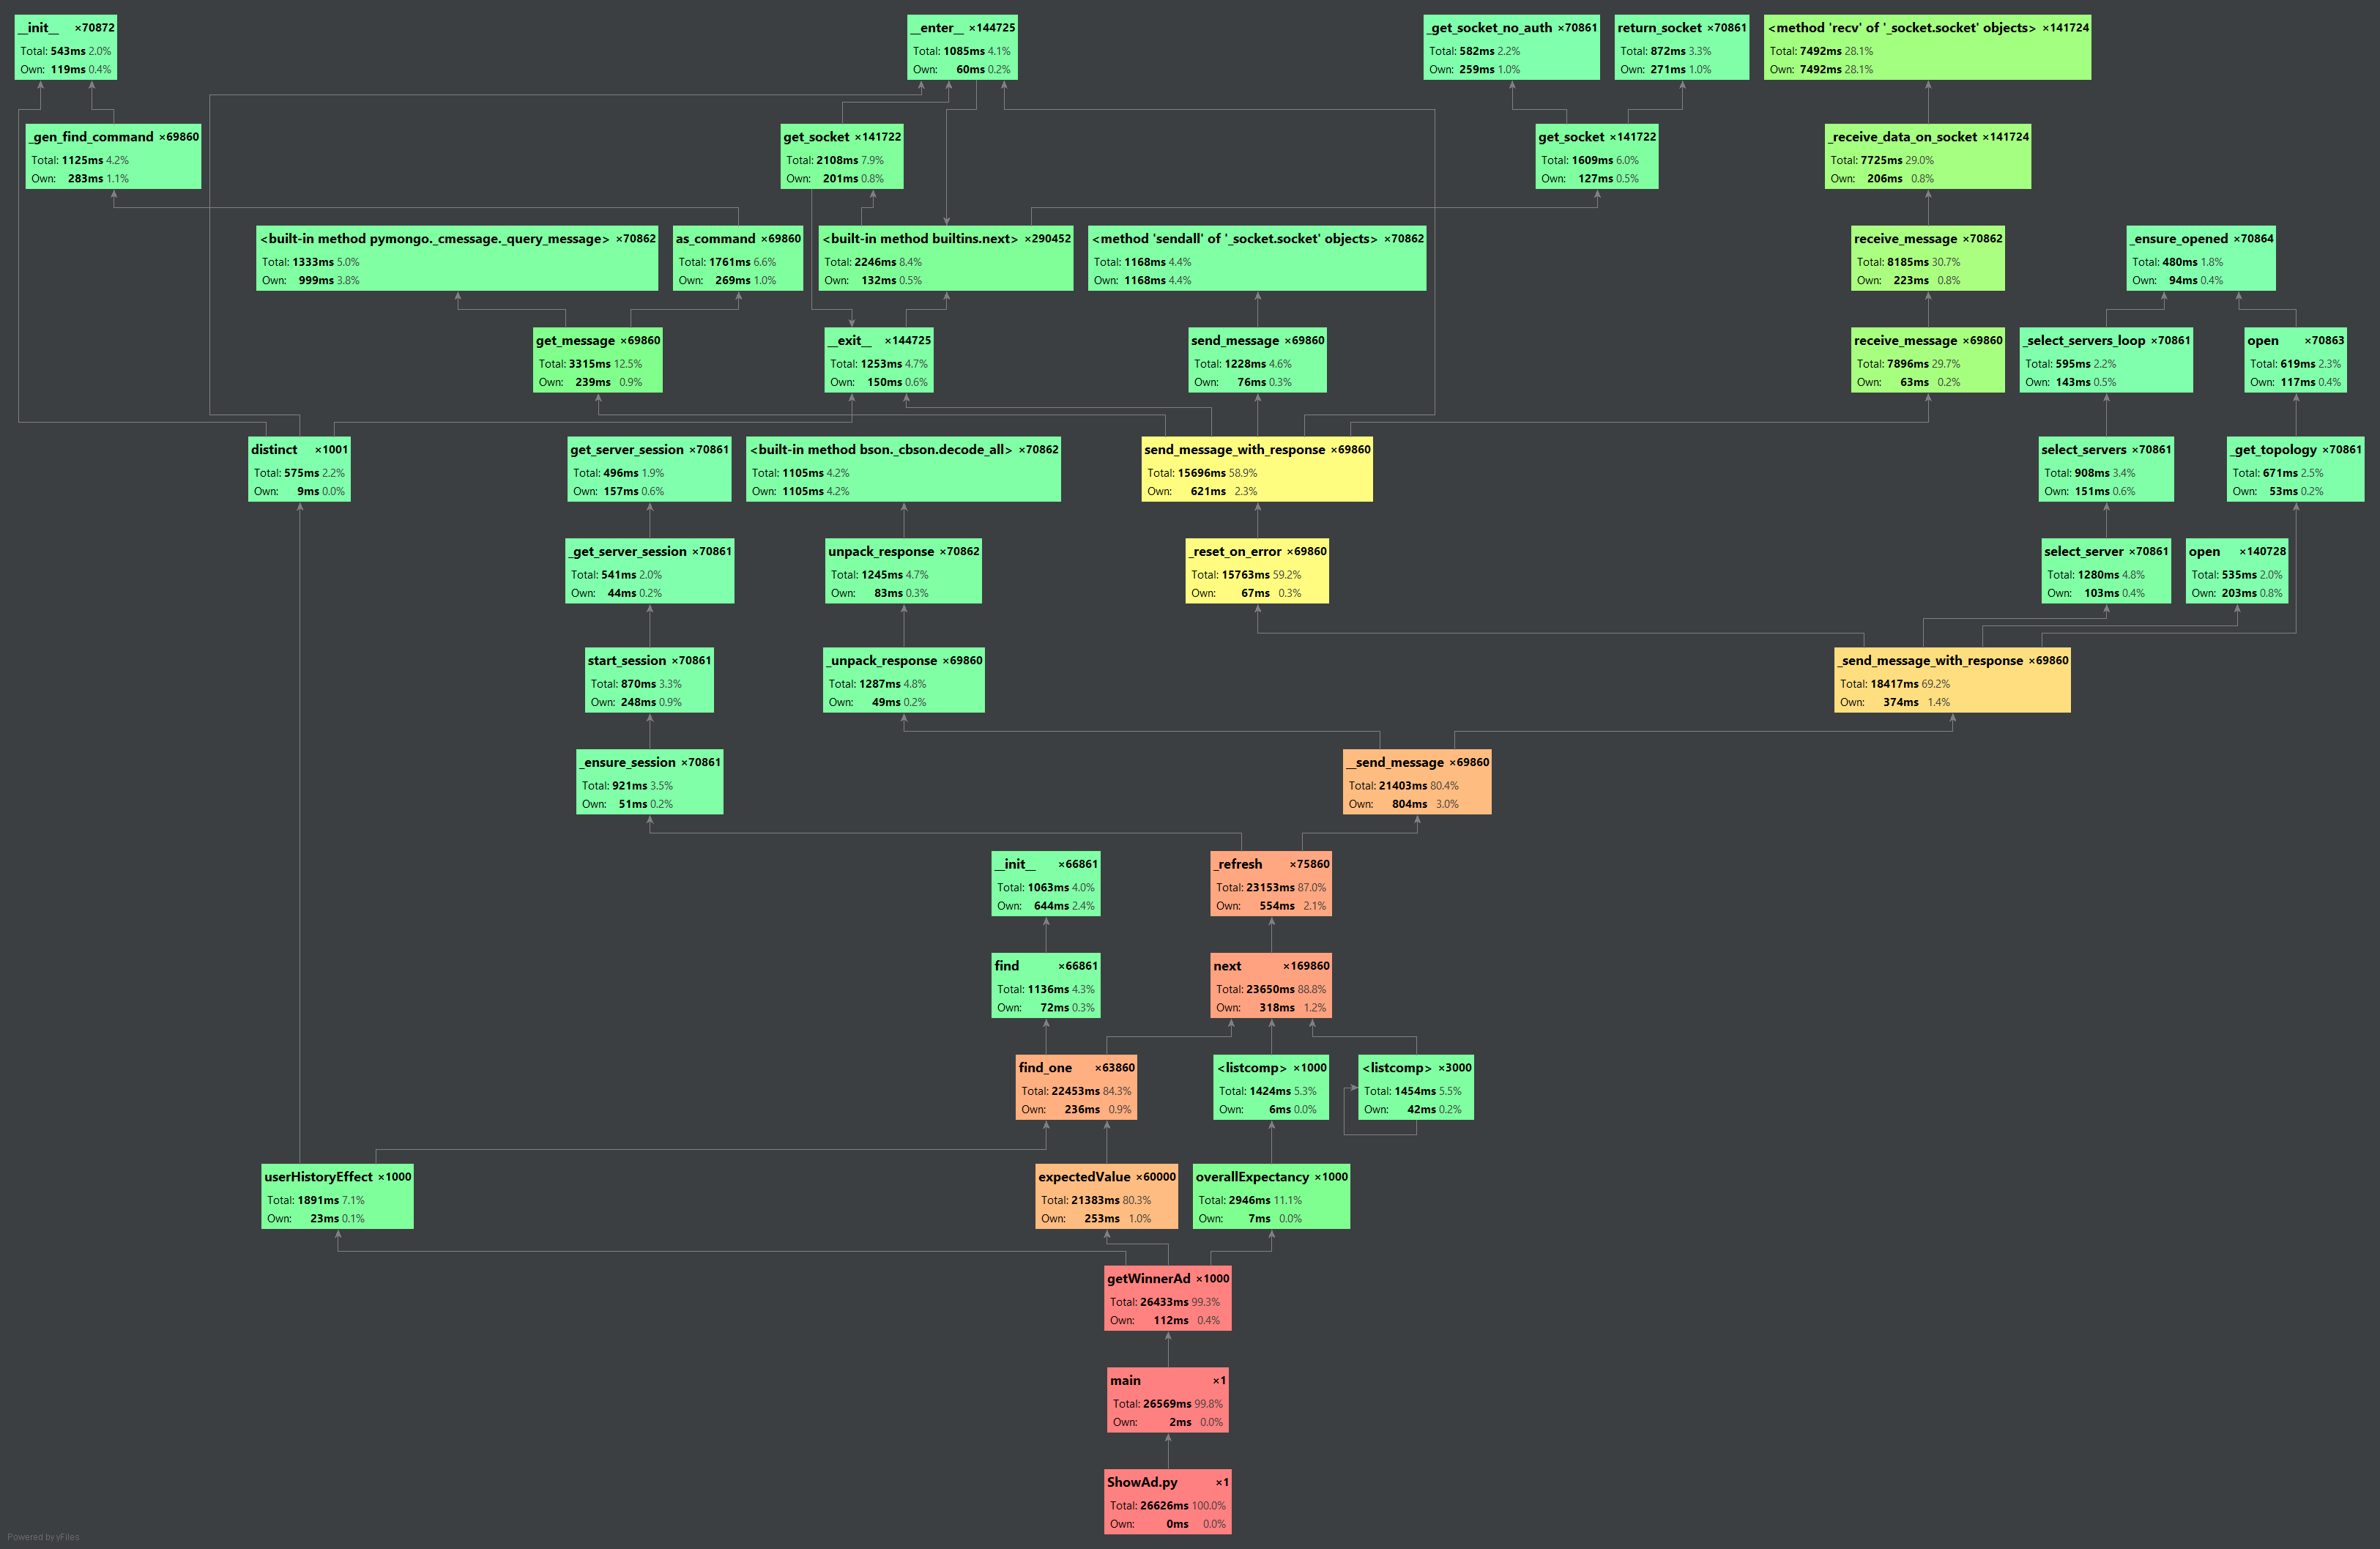 __init__ ×70872
Total: 543ms 2.0%
Own: 119ms 0.4%
__enter__ ×144725
Total: 1085ms 4.1%
Own: 60ms 0.2%
_get_socket_no_auth ×70861
Total: 582ms 2.2%
Own: 259ms 1.0%
return_socket ×70861
Total: 872ms 3.3%
Own: 271ms 1.0%
<method 'recv' of '_socket.socket' objects> ×141724
Total: 7492ms 28.1%
Own: 7492ms 28.1%
_gen_find_command ×69860
Total: 1125ms 4.2%
Own: 283ms 1.1%
get_socket ×141722
Total: 2108ms 7.9%
Own: 201ms 0.8%
get_socket ×141722
Total: 1609ms 6.0%
Own: 127ms 0.5%
_receive_data_on_socket ×141724
Total: 7725ms 29.0%
Own: 206ms 0.8%
<built-in method pymongo._cmessage._query_message> ×70862
Total: 1333ms 5.0%
Own: 999ms 3.8%
as_command ×69860
Total: 1761ms 6.6%
Own: 269ms 1.0%
<built-in method builtins.next> ×290452
Total: 2246ms 8.4%
Own: 132ms 0.5%
<method 'sendall' of '_socket.socket' objects> ×70862
Total: 1168ms 4.4%
Own: 1168ms 4.4%
receive_message ×70862
Total: 8185ms 30.7%
Own: 223ms 0.8%
_ensure_opened ×70864
Total: 480ms 1.8%
Own: 94ms 0.4%
get_message ×69860
Total: 3315ms 12.5%
Own: 239ms 0.9%
__exit__ ×144725
Total: 1253ms 4.7%
Own: 150ms 0.6%
send_message ×69860
Total: 1228ms 4.6%
Own: 76ms 0.3%
receive_message ×69860
Total: 7896ms 29.7%
Own: 63ms 0.2%
_select_servers_loop ×70861
Total: 595ms 2.2%
Own: 143ms 0.5%
open ×70863
Total: 619ms 2.3%
Own: 117ms 0.4%
distinct ×1001
Total: 575ms 2.2%
Own: 9ms 0.0%
get_server_session ×70861
Total: 496ms 1.9%
Own: 157ms 0.6%
<built-in method bson._cbson.decode_all> ×70862
Total: 1105ms 4.2%
Own: 1105ms 4.2%
send_message_with_response ×69860
Total: 15696ms 58.9%
Own: 621ms 2.3%
select_servers ×70861
Total: 908ms 3.4%
Own: 151ms 0.6%
_get_topology ×70861
Total: 671ms 2.5%
Own: 53ms 0.2%
_get_server_session ×70861
Total: 541ms 2.0%
Own: 44ms 0.2%
unpack_response ×70862
Total: 1245ms 4.7%
Own: 83ms 0.3%
_reset_on_error ×69860
Total: 15763ms 59.2%
Own: 67ms 0.3%
select_server ×70861
Total: 1280ms 4.8%
Own: 103ms 0.4%
open ×140728
Total: 535ms 2.0%
Own: 203ms 0.8%
start_session ×70861
Total: 870ms 3.3%
Own: 248ms 0.9%
_unpack_response ×69860
Total: 1287ms 4.8%
Own: 49ms 0.2%
_send_message_with_response ×69860
Total: 18417ms 69.2%
Own: 374ms 1.4%
_ensure_session ×70861
Total: 921ms 3.5%
Own: 51ms 0.2%
__send_message ×69860
Total: 21403ms 80.4%
Own: 804ms 3.0%
__init__ ×66861
Total: 1063ms 4.0%
Own: 644ms 2.4%
_refresh ×75860
Total: 23153ms 87.0%
Own: 554ms 2.1%
find ×66861
Total: 1136ms 4.3%
Own: 72ms 0.3%
next ×169860
Total: 23650ms 88.8%
Own: 318ms 1.2%
find_one ×63860
Total: 22453ms 84.3%
Own: 236ms 0.9%
<listcomp> ×1000
Total: 1424ms 5.3%
Own: 6ms 0.0%
<listcomp> ×3000
Total: 1454ms 5.5%
Own: 42ms 0.2%
userHistoryEffect ×1000
Total: 1891ms 7.1%
Own: 23ms 0.1%
expectedValue ×60000
Total: 21383ms 80.3%
Own: 253ms 1.0%
overallExpectancy ×1000
Total: 2946ms 11.1%
Own: 7ms 0.0%
getWinnerAd ×1000
Total: 26433ms 99.3%
Own: 112ms 0.4%
main ×1
Total: 26569ms 99.8%
Own: 2ms 0.0%
ShowAd.py ×1
Total: 26626ms 100.0%
Own: 0ms 0.0%
Powered by yFiles